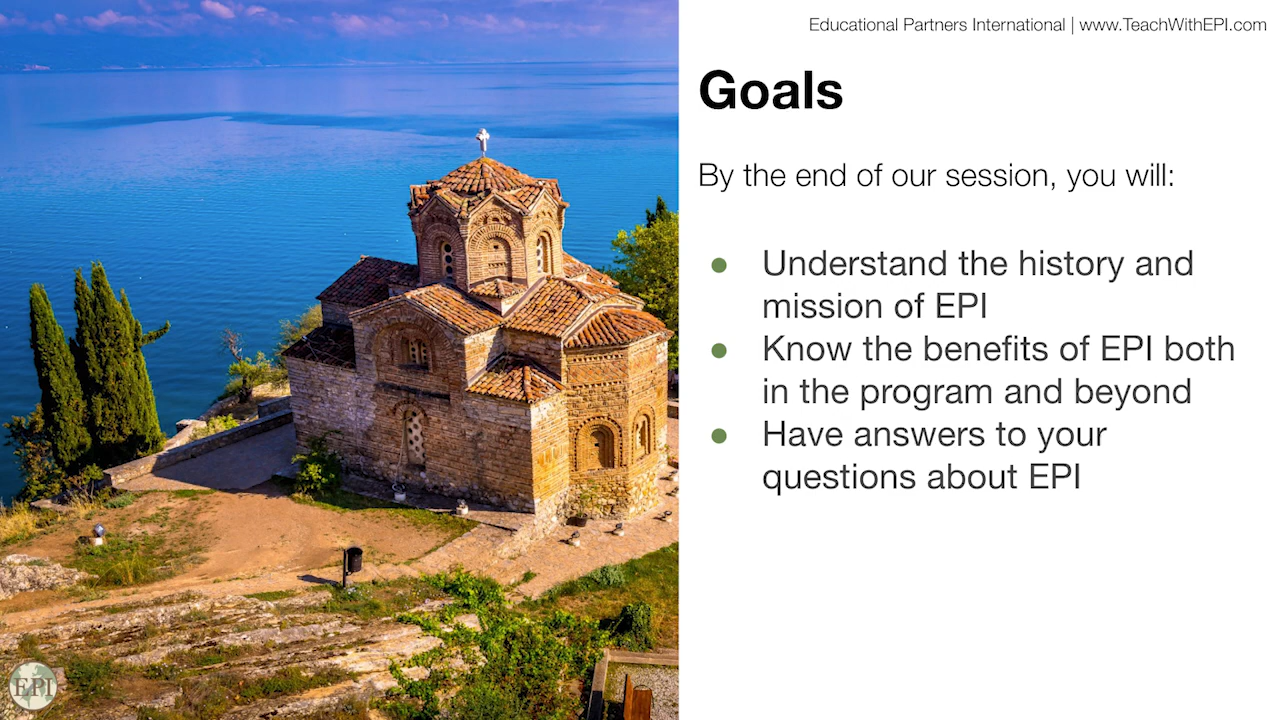 Educational Partners International | www.TeachWithEPI.com
Goals
By the end of our session, you will:
● Understand the history and
mission of EPI
● Know the benefits of EPI both
in the program and beyond
● Have answers to your
questions about EPI
EPI